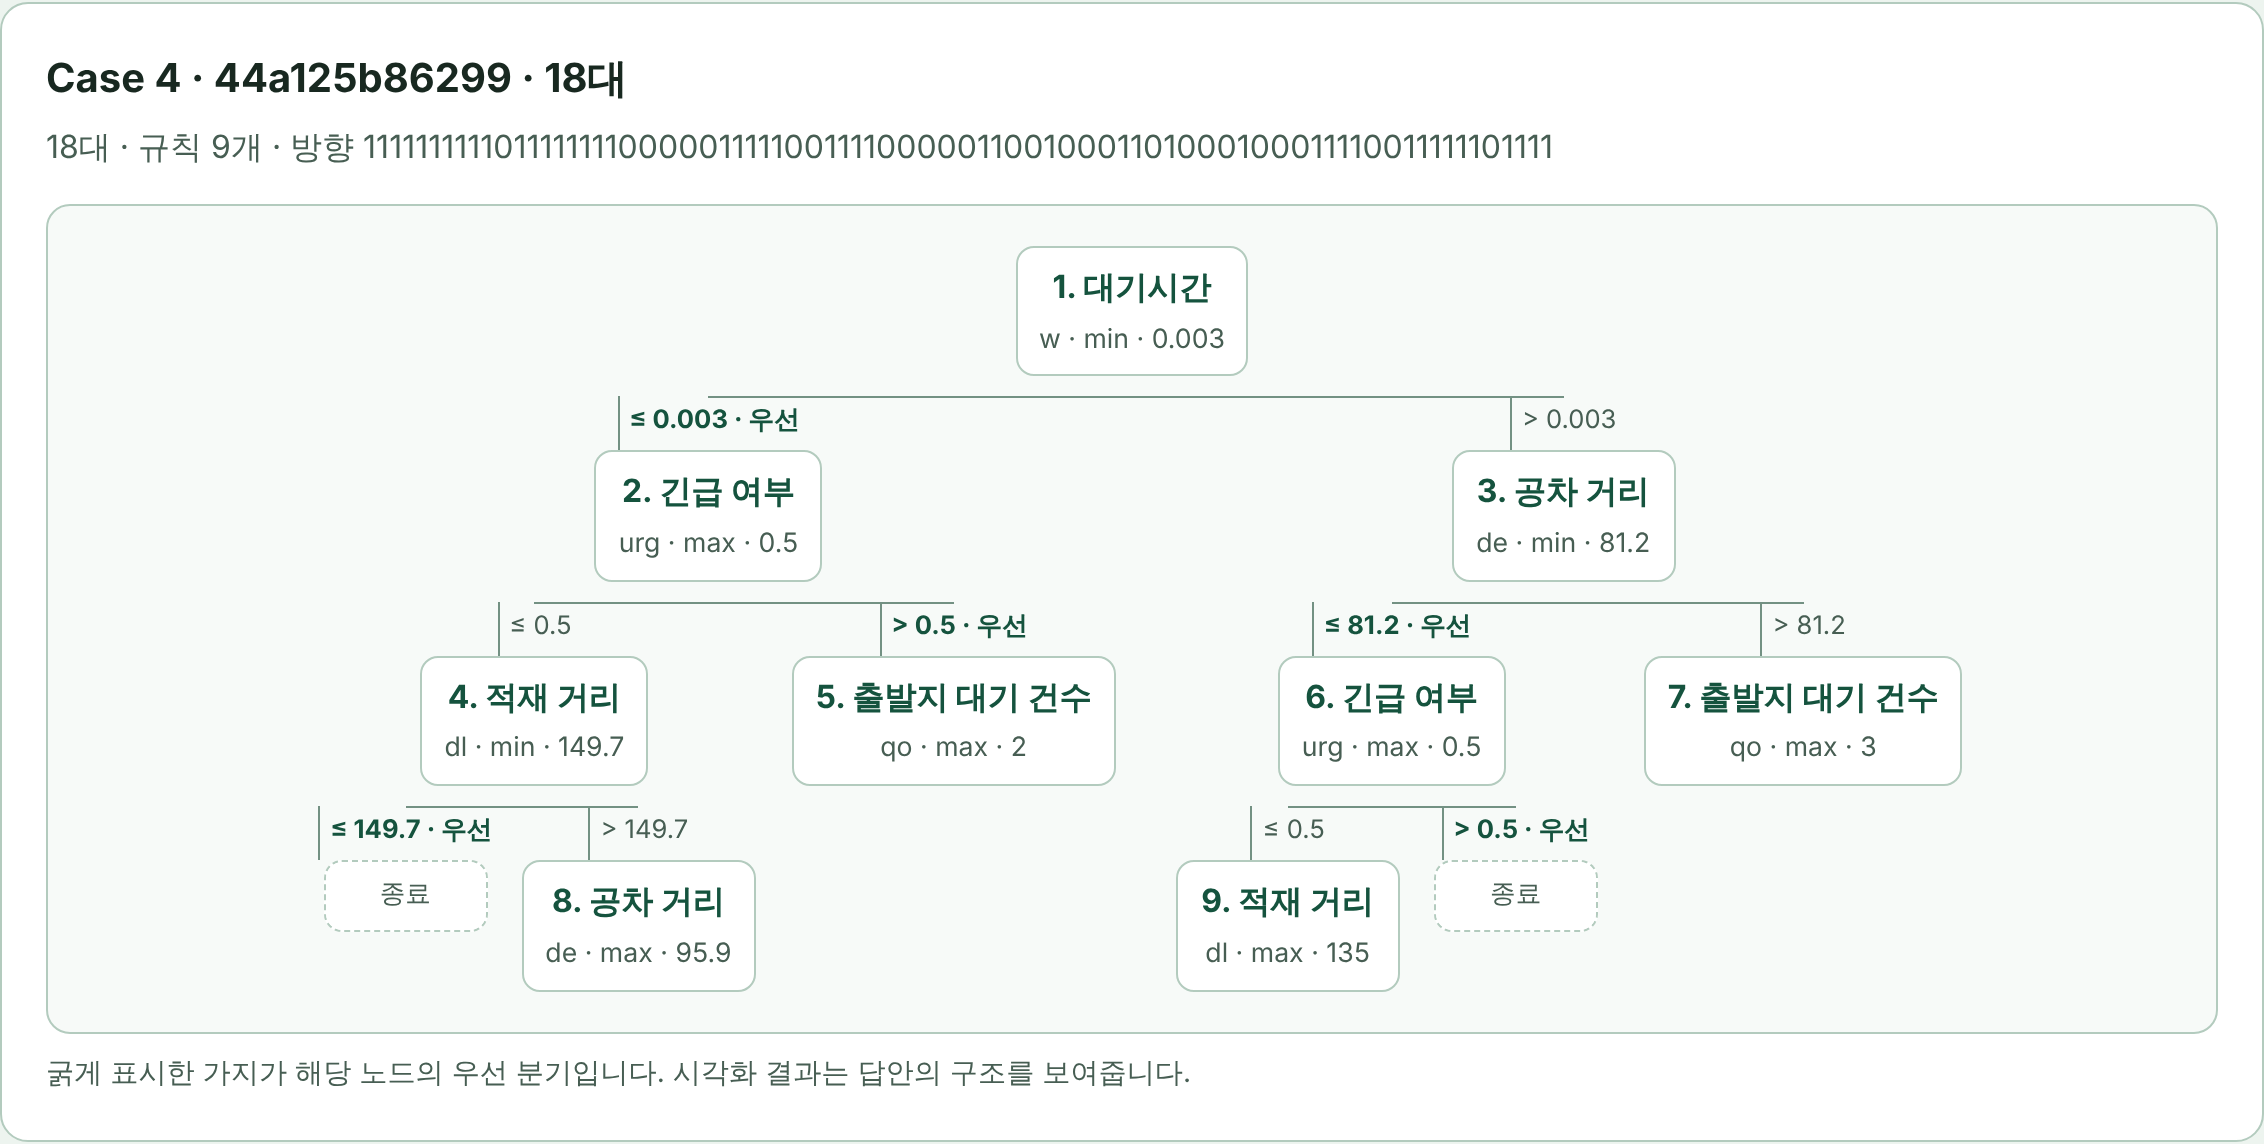 Case 4 · 44a125b86299 · 18대
18대 · 규칙 9개 · 방향 1111111111101111111110000011111001111000001100100011010001000111100111111101111
1. 대기시간
w · min · 0.003
≤ 0.003 · 우선
> 0.003
2. 긴급 여부
urg · max · 0.5
3. 공차 거리
de · min · 81.2
≤ 0.5
> 0.5 · 우선
≤ 81.2 · 우선
> 81.2
4. 적재 거리
dl · min · 149.7
5. 출발지 대기 건수
qo · max · 2
6. 긴급 여부
urg · max · 0.5
7. 출발지 대기 건수
qo · max · 3
≤ 149.7 · 우선
> 149.7
≤ 0.5
> 0.5 · 우선
종료
8. 공차 거리
de · max · 95.9
9. 적재 거리
dl · max · 135
종료
굵게 표시한 가지가 해당 노드의 우선 분기입니다. 시각화 결과는 답안의 구조를 보여줍니다.